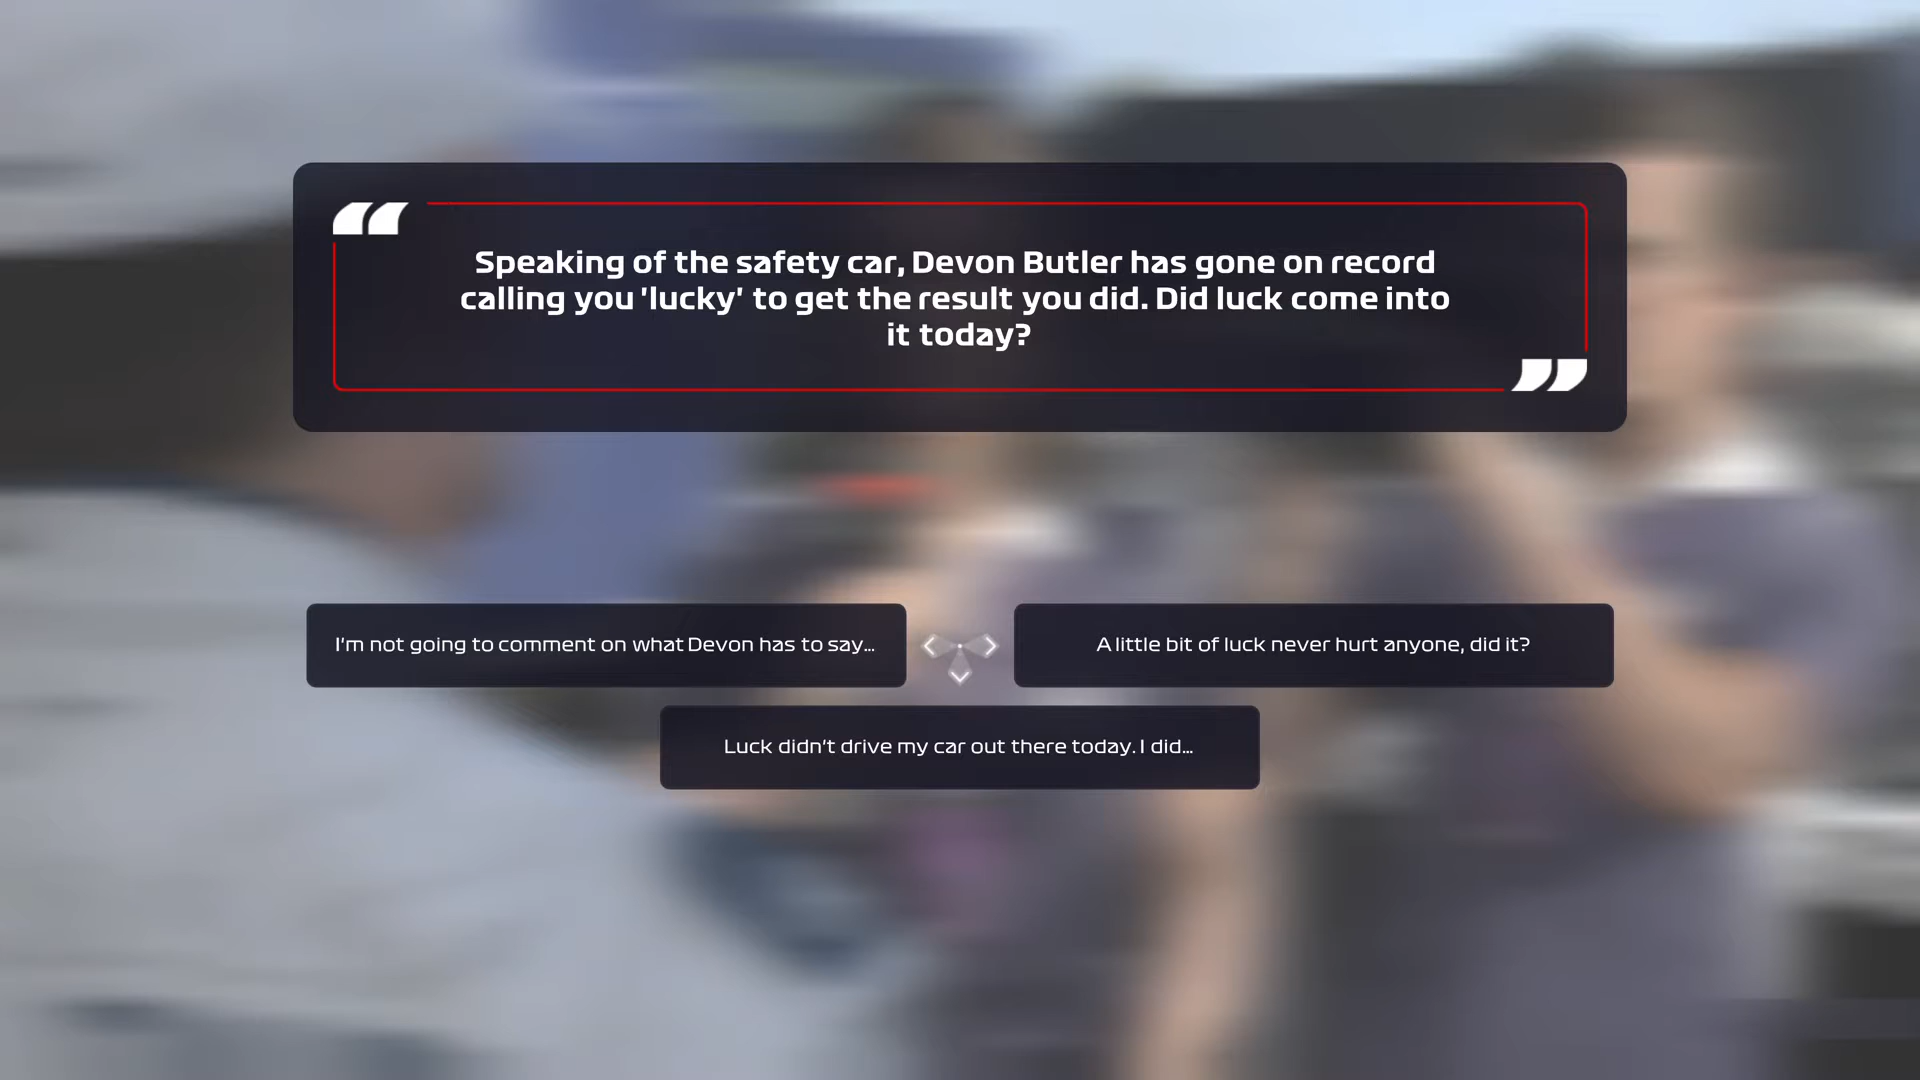 Speaking of the safety car, Devon Butler has gone on record
calling you 'lucky' to get the result you did. Did luck come into
it today?
I'm not going to comment on what Devon has to say...
A little bit of luck never hurt anyone, did it?
Luck didn't drive my car out there today. I did...